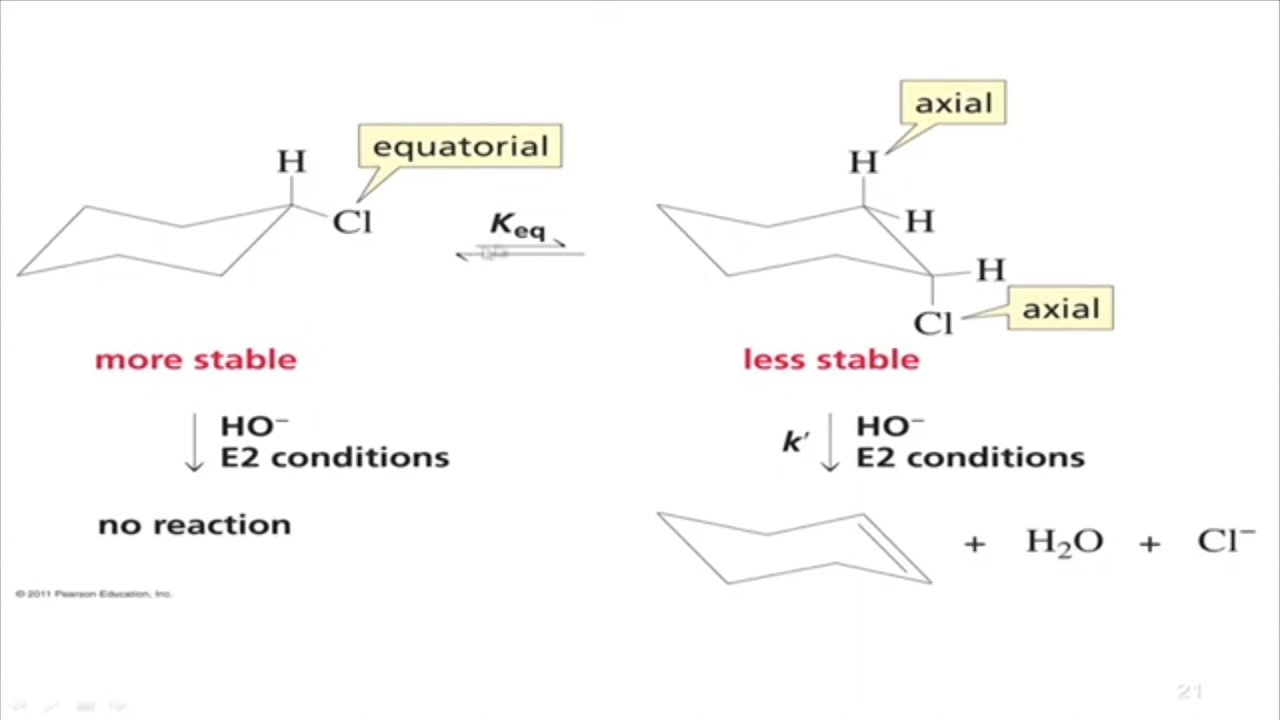 axial
equatorial
H
H
Cl
Keq
H
H
Cl
axial
more stable
less stable
HO⁻
E2 conditions
k′
HO⁻
E2 conditions
no reaction
+ H₂O + Cl⁻
© 2011 Pearson Education, Inc.
21